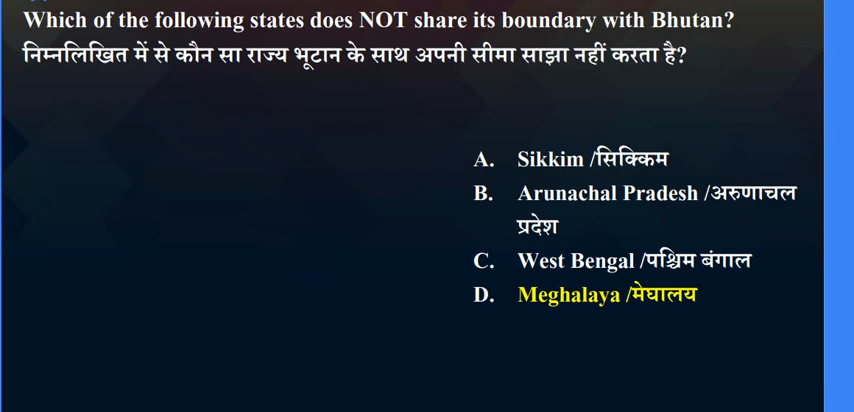 Which of the following states does NOT share its boundary with Bhutan?
निम्नलिखित में से कौन सा राज्य भूटान के साथ अपनी सीमा साझा नहीं करता है?
A. Sikkim /सिक्किम
B. Arunachal Pradesh /अरुणाचल
प्रदेश
C. West Bengal /पश्चिम बंगाल
D. Meghalaya /मेघालय